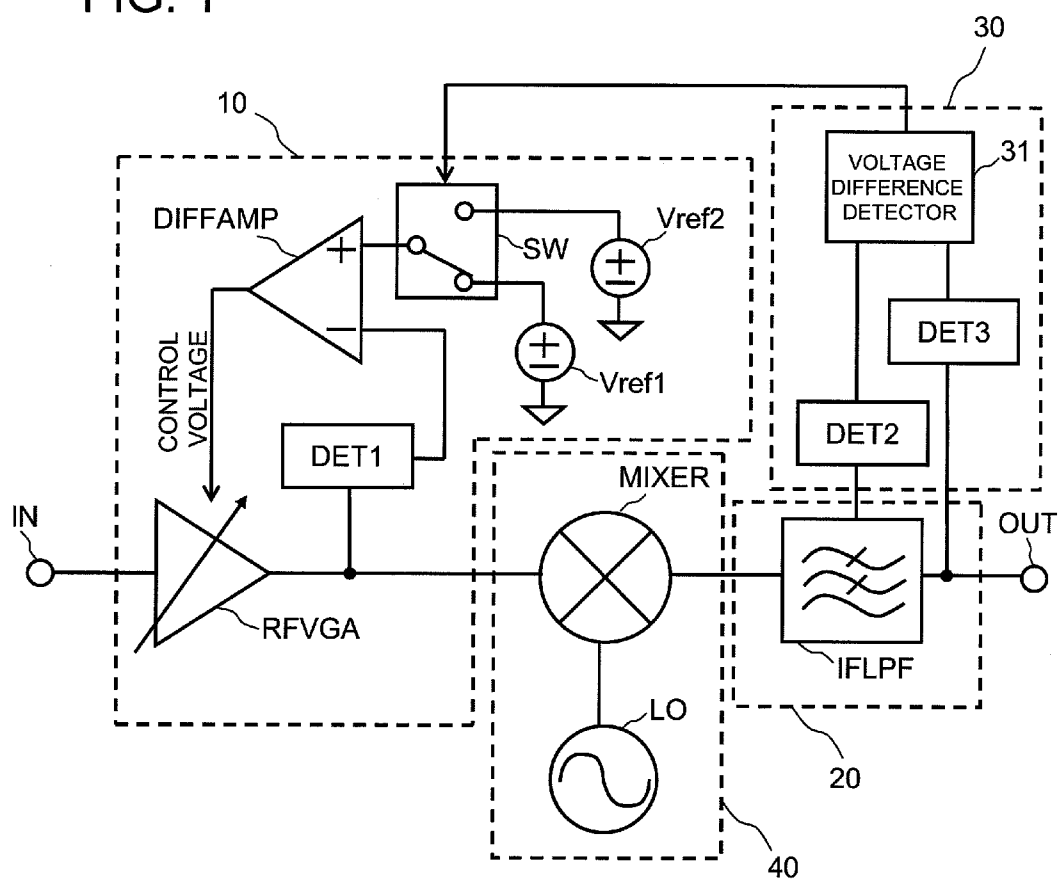 FIG. 1
30
10
VOLTAGE
DIFFERENCE
DETECTOR
31
DIFFAMP
SW
Vref2
+
−
+
−
Vref1
+
−
DET3
CONTROL
VOLTAGE
DET1
DET2
MIXER
IN
OUT
RFVGA
IFLPF
LO
20
40